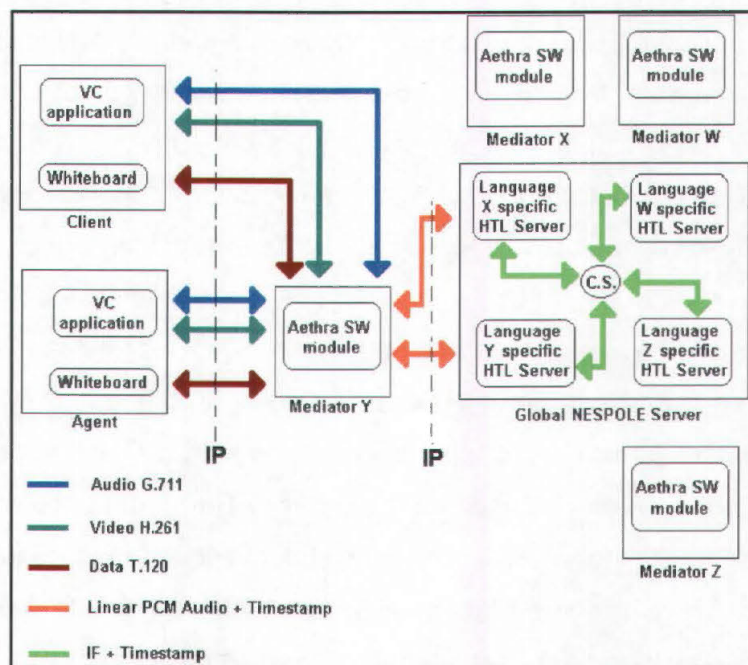 VC
application
Whiteboard
Client
VC
application
Whiteboard
Agent
Aethra SW
module
Mediator Y
IP
IP
Aethra SW
module
Mediator X
Aethra SW
module
Mediator W
Language
X specific
HTL Server
Language
W specific
HTL Server
C.S.
Language
Y specific
HTL Server
Language
Z specific
HTL Server
Global NESPOLE Server
Aethra SW
module
Mediator Z
Audio G.711
Video H.261
Data T.120
Linear PCM Audio + Timestamp
IF + Timestamp